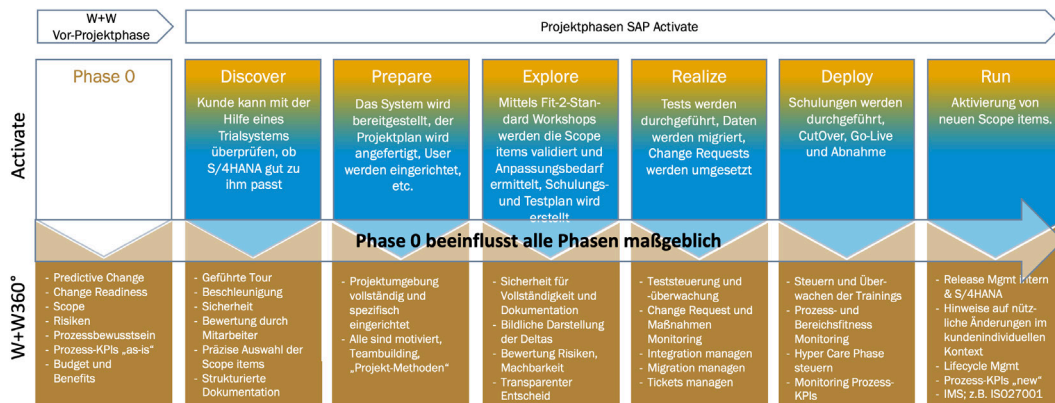 W+W
Vor-Projektphase
Projektphasen SAP Activate
Activate
Phase 0
Discover
Kunde kann mit der
Hilfe eines
Trialsystems
überprüfen, ob
S/4HANA gut zu
ihm passt
Prepare
Das System wird
bereitgestellt, der
Projektplan wird
angefertigt, User
werden eingerichtet,
etc.
Explore
Mittels Fit-2-Stan-
dard Workshops
werden die Scope
items validiert und
Anpassungsbedarf
ermittelt, Schulungs-
und Testplan wird
erstellt
Realize
Tests werden
durchgeführt, Daten
werden migriert,
Change Requests
werden umgesetzt
Deploy
Schulungen werden
durchgeführt,
CutOver, Go-Live
und Abnahme
Run
Aktivierung von
neuen Scope items.
Phase 0 beeinflusst alle Phasen maßgeblich
W+W360°
- Predictive Change
- Change Readiness
- Scope
- Risiken
- Prozessbewusstsein
- Prozess-KPIs „as-is“
- Budget und
Benefits
- Geführte Tour
- Beschleunigung
- Sicherheit
- Bewertung durch
Mitarbeiter
- Präzise Auswahl der
Scope items
- Strukturierte
Dokumentation
- Projektumgebung
vollständig und
spezifisch
eingerichtet
- Alle sind motiviert,
Teambuilding,
„Projekt-Methoden“
- Sicherheit für
Vollständigkeit und
Dokumentation
- Bildliche Darstellung
der Deltas
- Bewertung Risiken,
Machbarkeit
- Transparenter
Entscheid
- Teststeuerung und
-überwachung
- Change Request und
Maßnahmen
Monitoring
- Integration managen
- Migration managen
- Tickets managen
- Steuern und Über-
wachen der Trainings
- Prozess- und
Bereichsfitness
Monitoring
- Hyper Care Phase
steuern
- Monitoring Prozess-
KPIs
- Release Mgmt intern
& S/4HANA
- Hinweise auf nütz-
liche Änderungen im
kundenindividuellen
Kontext
- Lifecycle Mgmt
- Prozess-KPIs „new“
- IMS; z.B. ISO27001